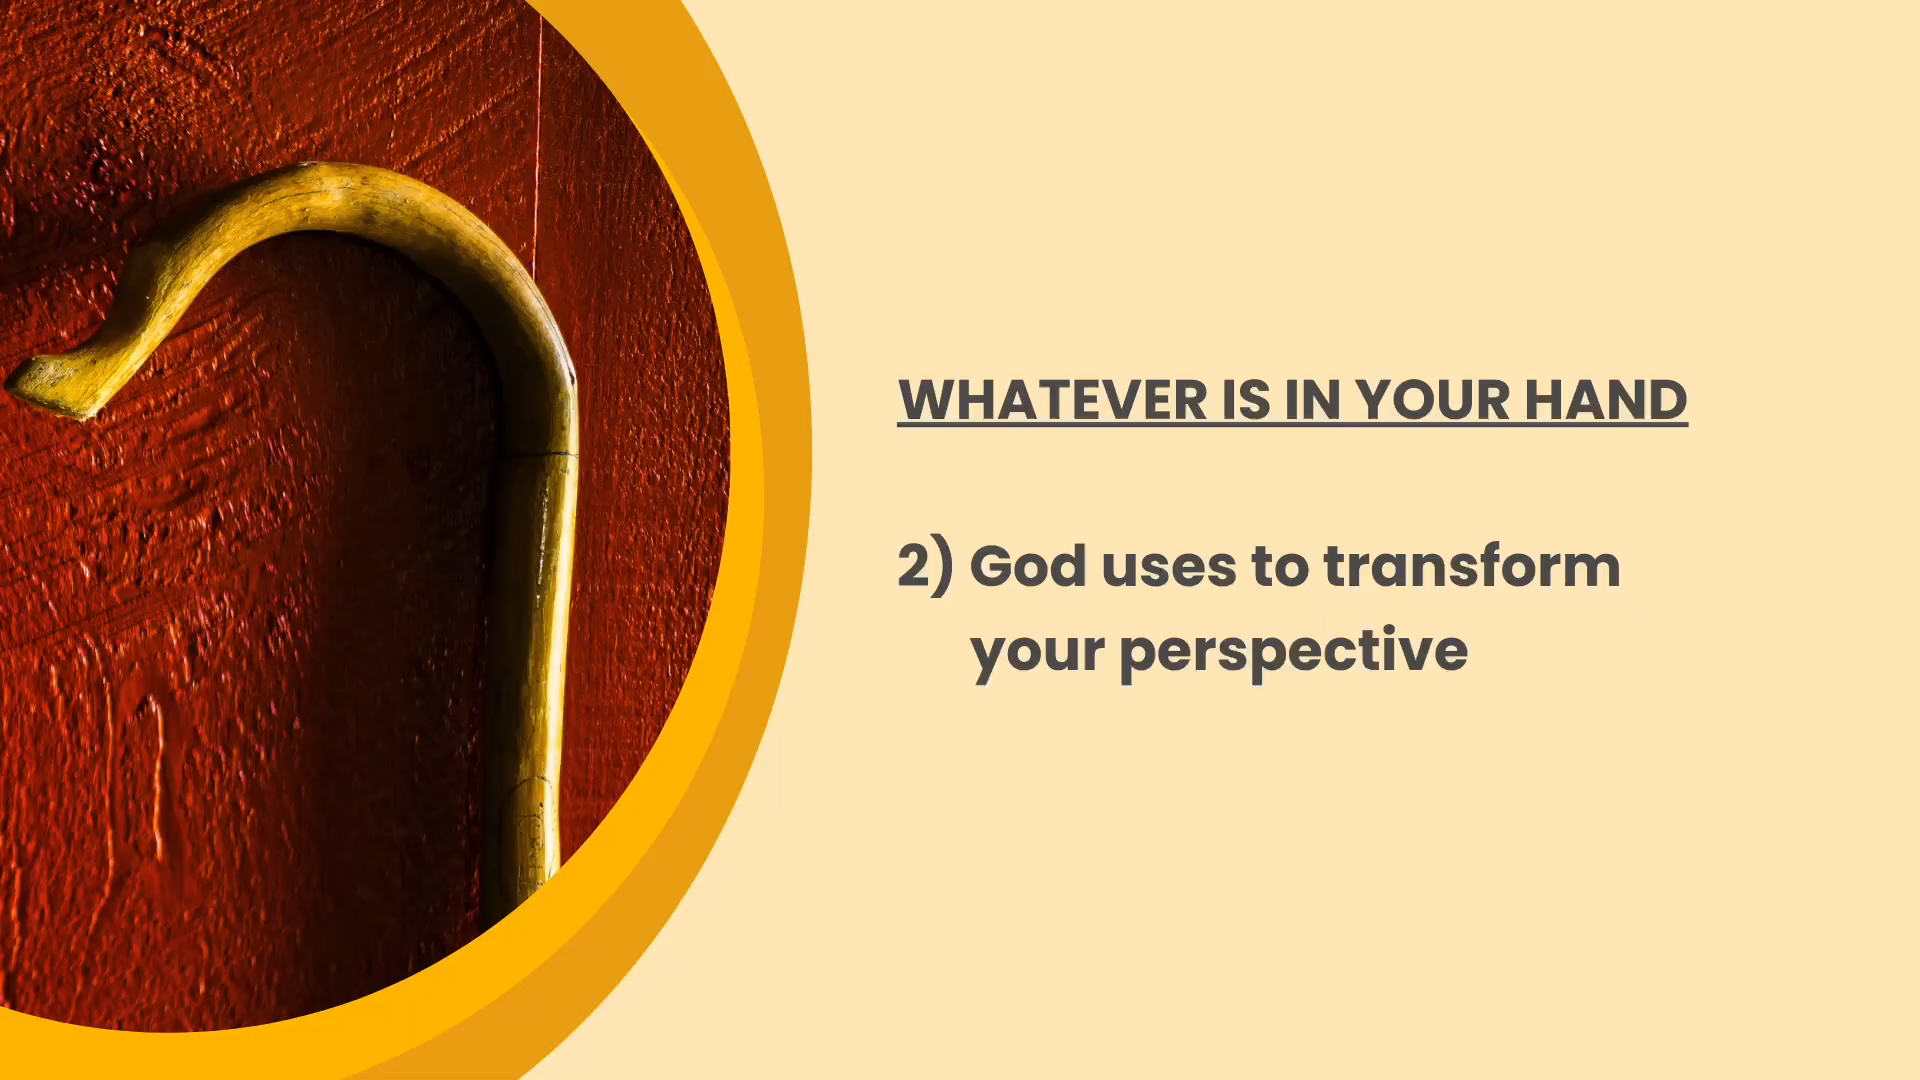 WHATEVER IS IN YOUR HAND
2) God uses to transform
your perspective